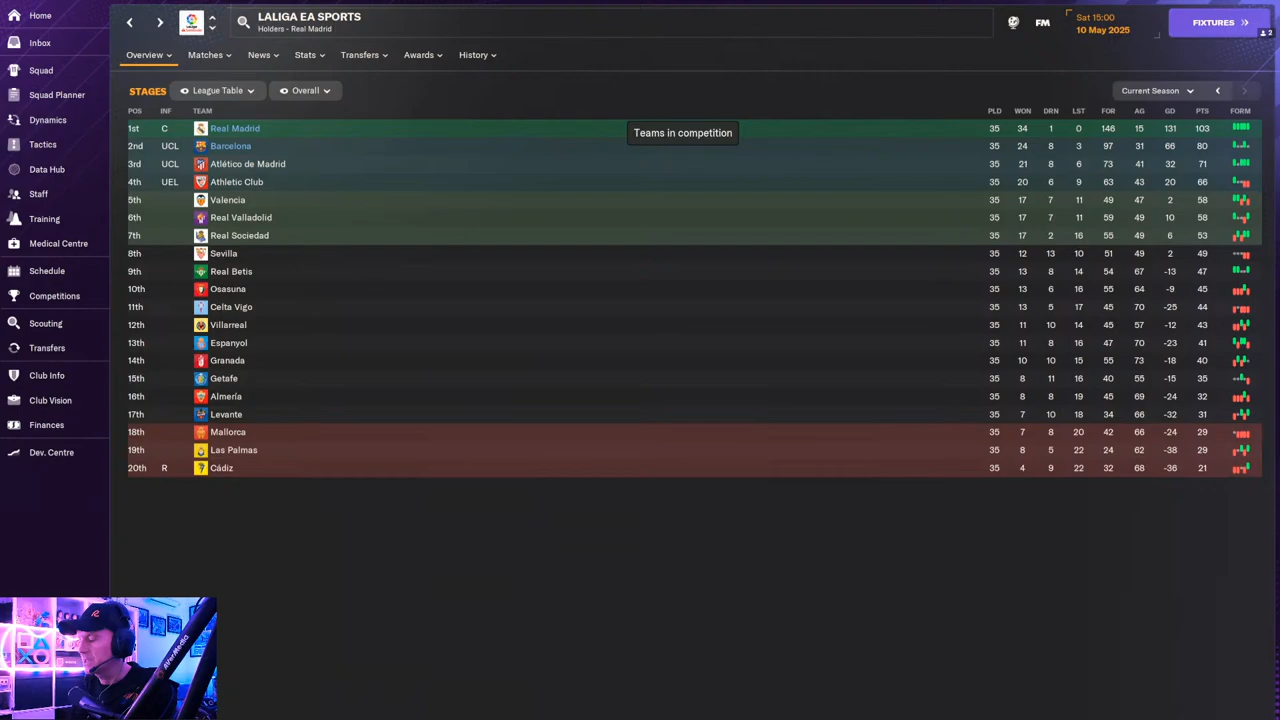 Home
LALIGA EA SPORTS
Holders - Real Madrid
FM
Sat 15:00
10 May 2025
FIXTURES
2
Inbox
Overview Matches News Stats Transfers Awards History
Squad
Squad Planner
STAGES League Table Overall Current Season
Dynamics
POS INF TEAM PLD WON DRN LST FOR AG GD PTS FORM
1st C Real Madrid 35 34 1 0 146 15 131 103
Teams in competition
2nd UCL Barcelona 35 24 8 3 97 31 66 80
3rd UCL Atlético de Madrid 35 21 8 6 73 41 32 71
4th UEL Athletic Club 35 20 6 9 63 43 20 66
5th Valencia 35 17 7 11 49 47 2 58
6th Real Valladolid 35 17 7 11 59 49 10 58
7th Real Sociedad 35 17 2 16 55 49 6 53
8th Sevilla 35 12 13 10 51 49 2 49
9th Real Betis 35 13 8 14 54 67 -13 47
10th Osasuna 35 13 6 16 55 64 -9 45
11th Celta Vigo 35 13 5 17 45 70 -25 44
12th Villarreal 35 11 10 14 45 57 -12 43
13th Espanyol 35 11 8 16 47 70 -23 41
14th Granada 35 10 10 15 55 73 -18 40
15th Getafe 35 8 11 16 40 55 -15 35
16th Almería 35 8 8 19 45 69 -24 32
17th Levante 35 7 10 18 34 66 -32 31
18th Mallorca 35 7 8 20 42 66 -24 29
19th Las Palmas 35 8 5 22 24 62 -38 29
20th R Cádiz 35 4 9 22 32 68 -36 21
Tactics
Data Hub
Staff
Training
Medical Centre
Schedule
Competitions
Scouting
Transfers
Club Info
Club Vision
Finances
Dev. Centre
AVerMedia